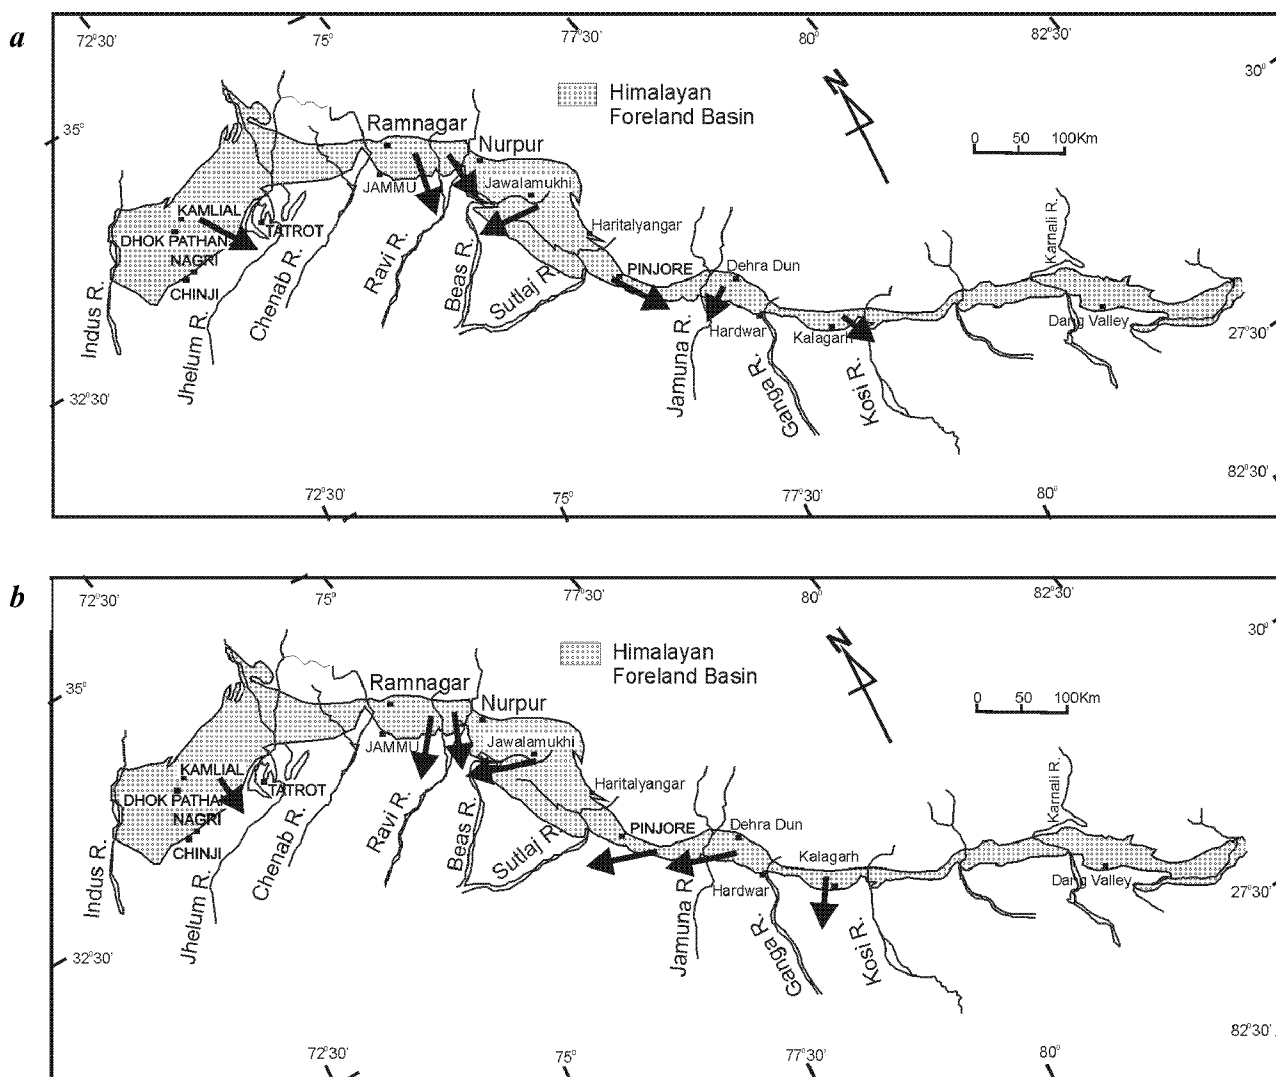 a
72°30'
75°
77°30'
80°
82°30'
30°
Himalayan
Foreland Basin
N
0 50 100Km
35°
Ramnagar
Nurpur
JAMMU
Jawalamukhi
KAMLIAL
TATROT
DHOK PATHAN
NAGRI
CHINJI
Haritalyangar
PINJORE
Dehra Dun
Hardwar
Kalagarh
Dang Valley
Karnali R.
Indus R.
Jhelum R.
Chenab R.
Ravi R.
Beas R.
Sutlaj R.
Jamuna R.
Ganga R.
Kosi R.
27°30'
32°30'
82°30'
72°30'
75°
77°30'
80°
b
72°30'
75°
77°30'
80°
82°30'
30°
Himalayan
Foreland Basin
N
0 50 100Km
35°
Ramnagar
Nurpur
JAMMU
Jawalamukhi
KAMLIAL
TATROT
DHOK PATHAN
NAGRI
CHINJI
Haritalyangar
PINJORE
Dehra Dun
Hardwar
Kalagarh
Dang Valley
Karnali R.
Indus R.
Jhelum R.
Chenab R.
Ravi R.
Beas R.
Sutlaj R.
Jamuna R.
Ganga R.
Kosi R.
27°30'
32°30'
82°30'
72°30'
75°
77°30'
80°